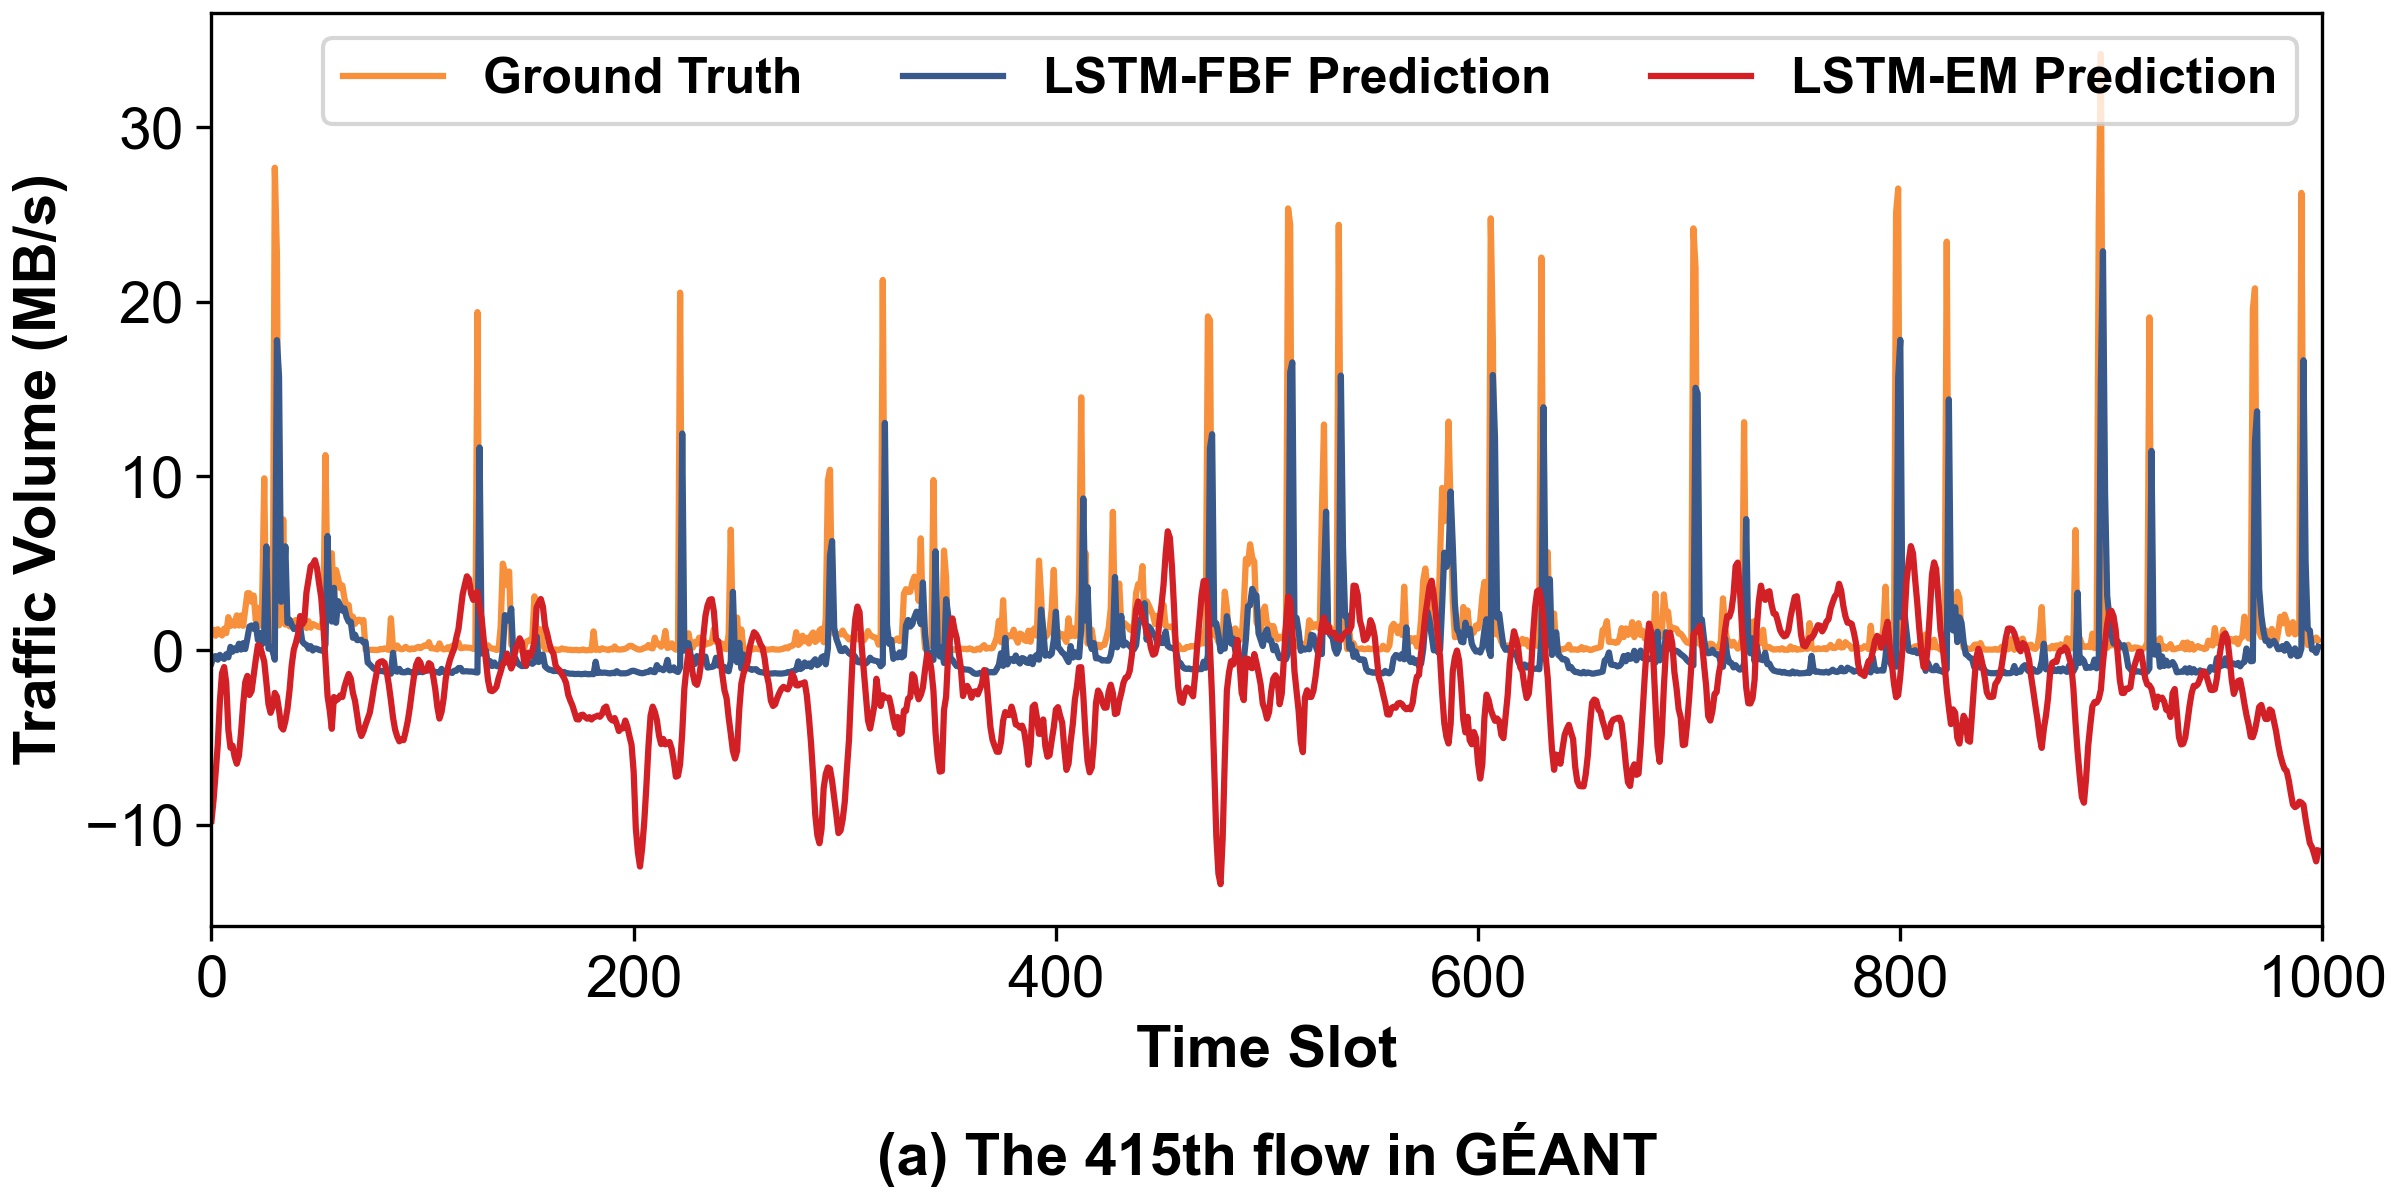 Ground Truth
LSTM-FBF Prediction
LSTM-EM Prediction
30
20
10
0
−10
Traffic Volume (MB/s)
0 200 400 600 800 1000
Time Slot
(a) The 415th flow in GÉANT